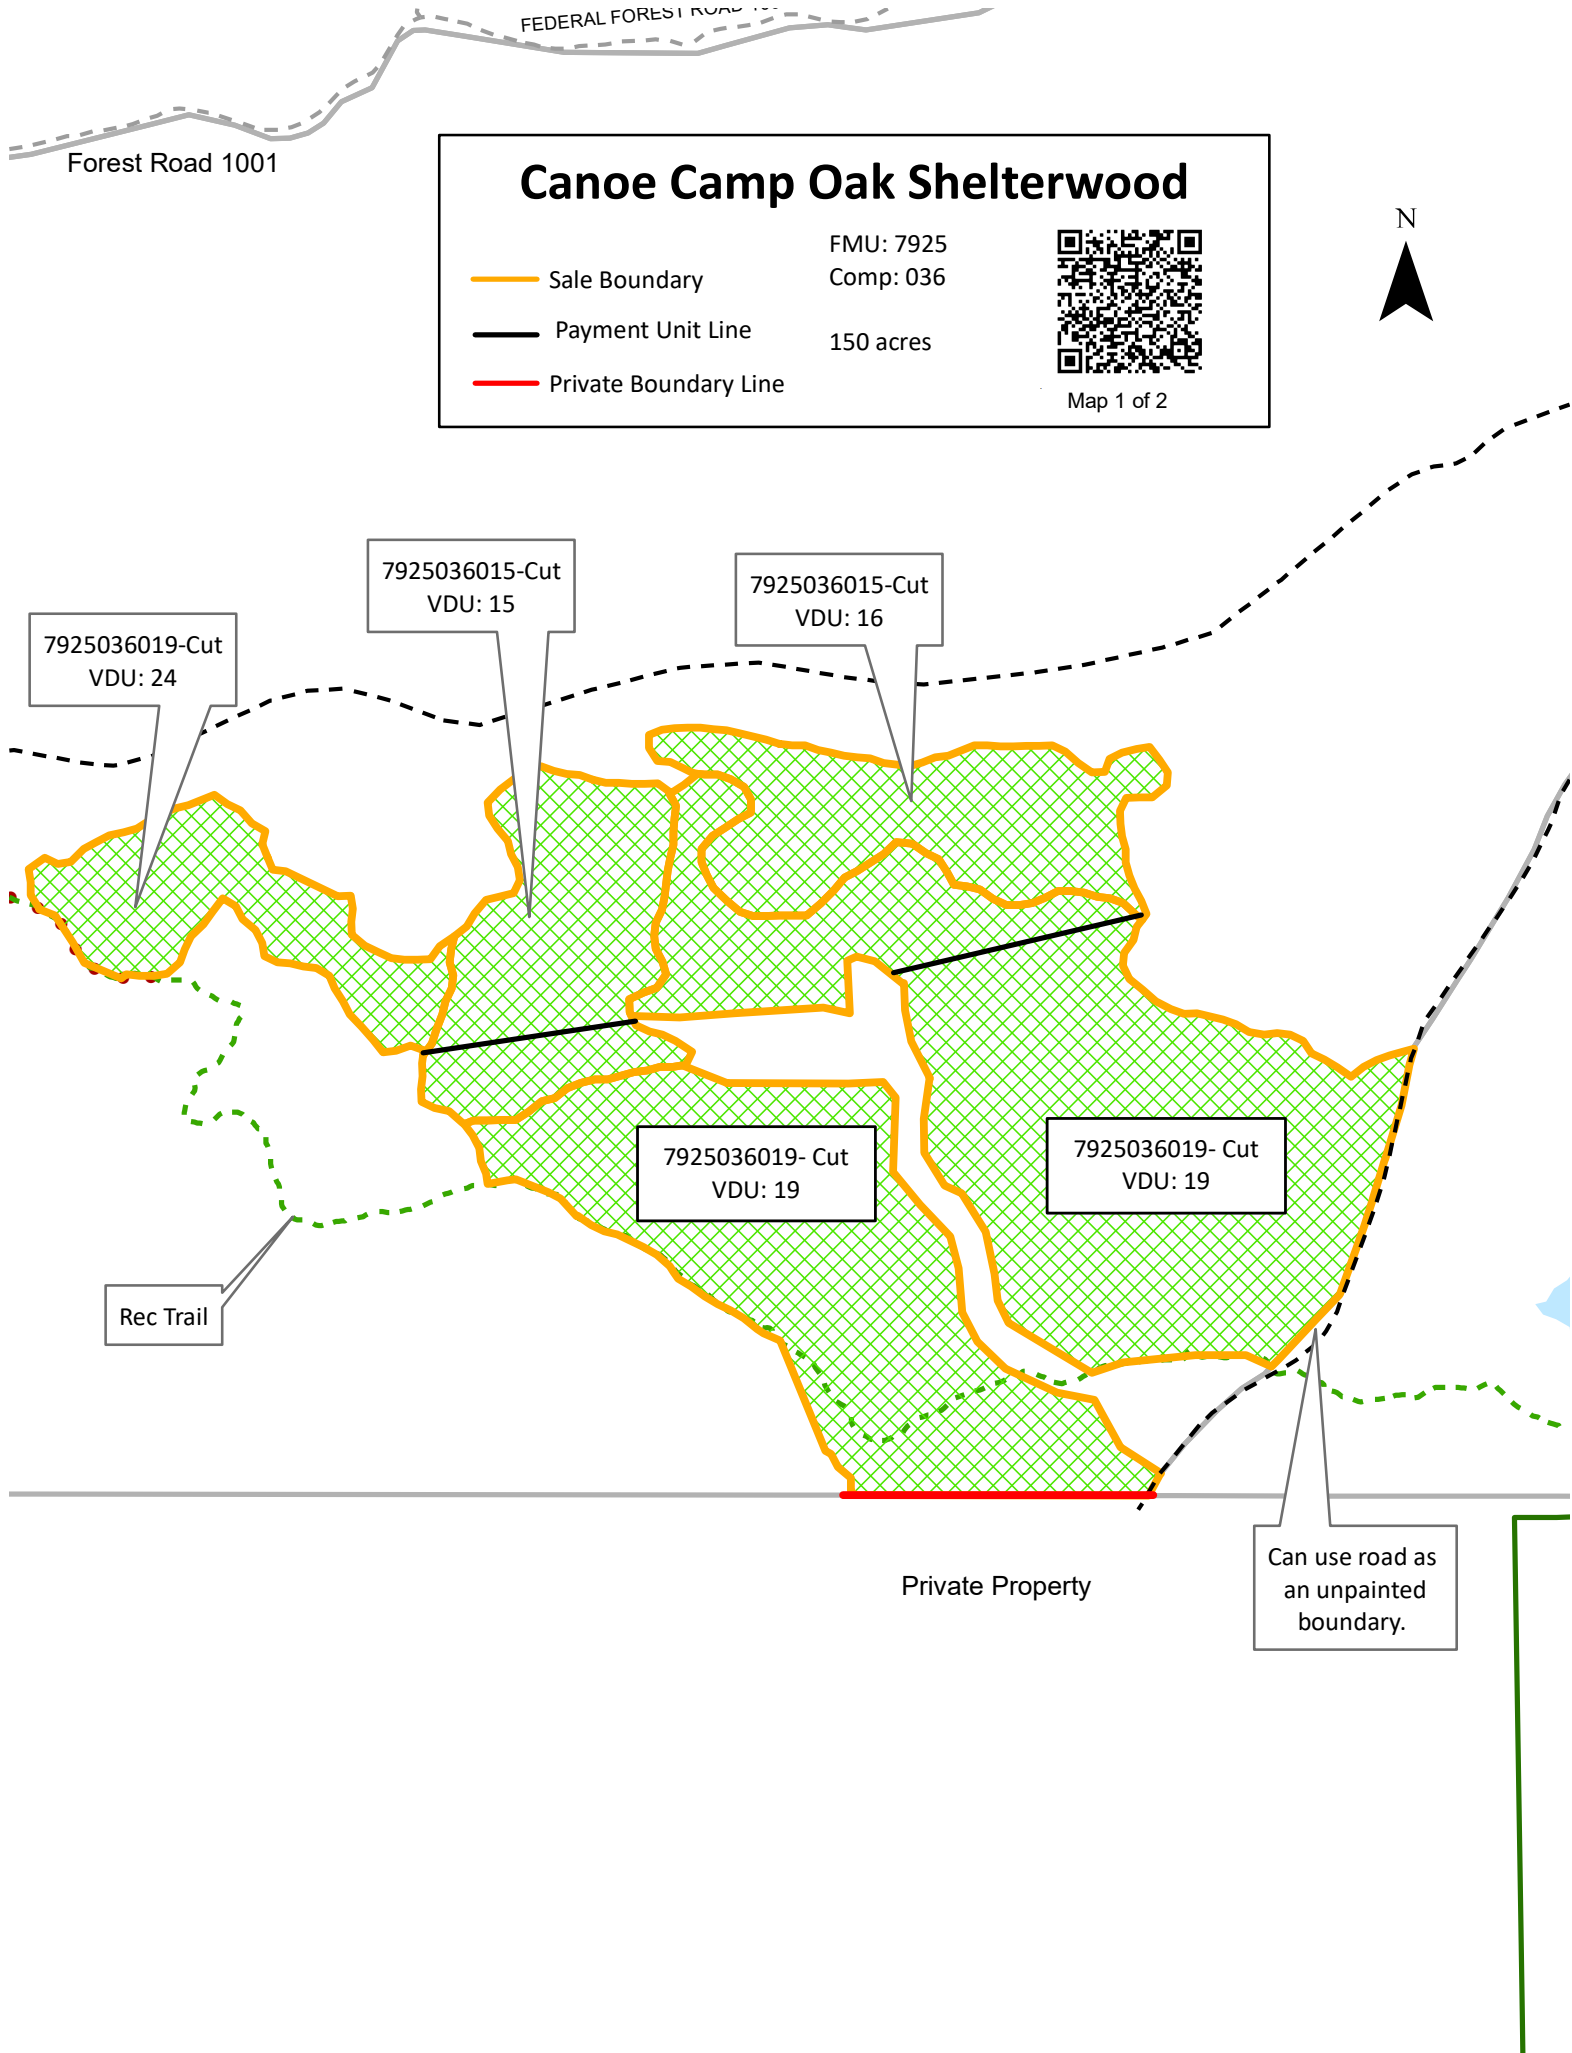 FEDERAL FOREST ROAD
Forest Road 1001
Canoe Camp Oak Shelterwood
Sale Boundary
Payment Unit Line
Private Boundary Line
FMU: 7925
Comp: 036
150 acres
Map 1 of 2
N
7925036019-Cut
VDU: 24
7925036015-Cut
VDU: 15
7925036015-Cut
VDU: 16
7925036019- Cut
VDU: 19
7925036019- Cut
VDU: 19
Rec Trail
Can use road as
an unpainted
boundary.
Private Property